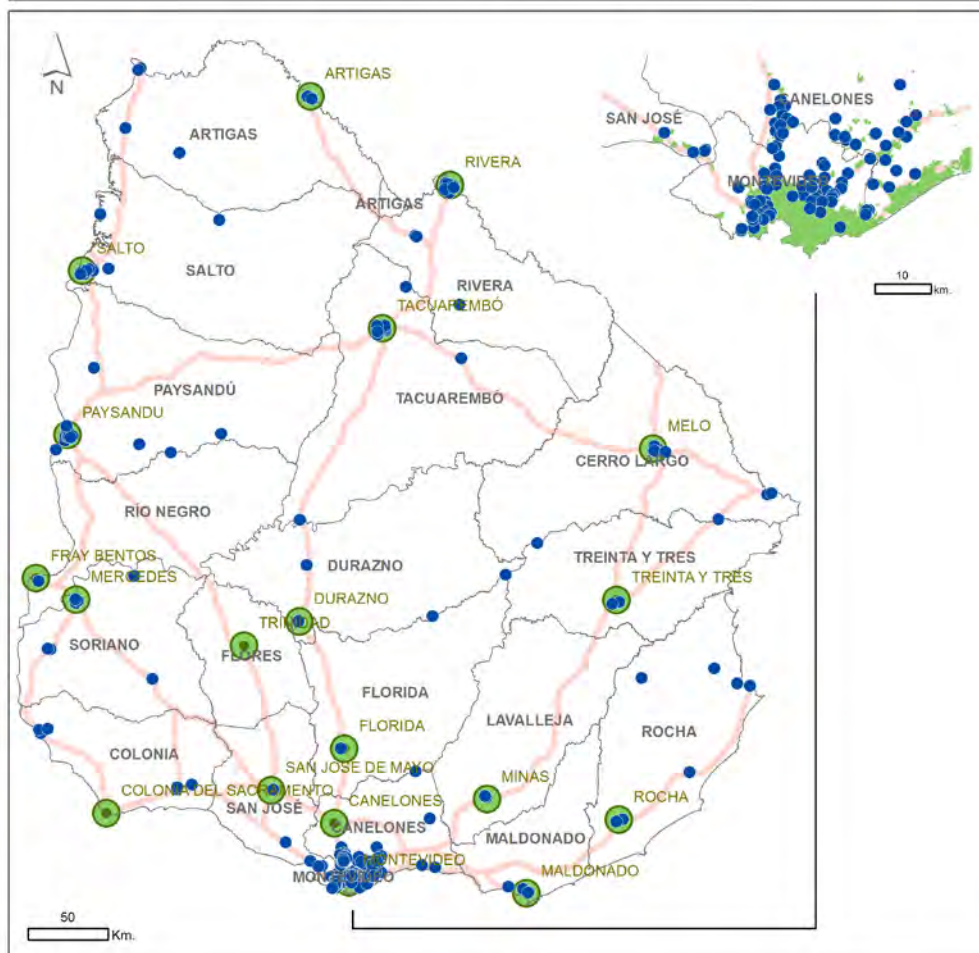 N
ARTIGAS
ARTIGAS
CANELONES
SAN JOSÉ
MONTEVIDEO
10
km.
RIVERA
ARTIGAS
SALTO
SALTO
RIVERA
TACUAREMBÓ
PAYSANDÚ
TACUAREMBÓ
PAYSANDU
MELO
CERRO LARGO
RÍO NEGRO
DURAZNO
TREINTA Y TRES
FRAY BENTOS
MERCEDES
TREINTA Y TRES
DURAZNO
TRINIDAD
SORIANO
FLORES
FLORIDA
LAVALLEJA
ROCHA
FLORIDA
COLONIA
SAN JOSE DE MAYO
MINAS
COLONIA DEL SACRAMENTO
CANELONES
ROCHA
SAN JOSÉ
CANELONES
MALDONADO
MONTEVIDEO
MALDONADO
MONTEVIDEO
50
Km.